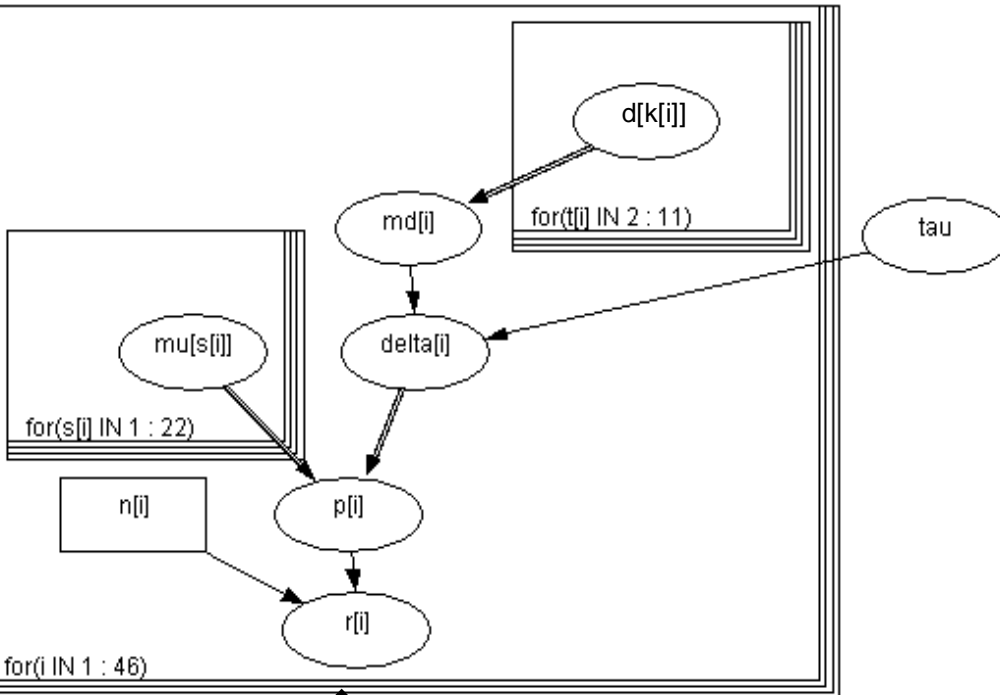 d[k[i]]
md[i]
for(t[i] IN 2 : 11)
tau
mu[s[i]]
delta[i]
for(s[i] IN 1 : 22)
n[i]
p[i]
r[i]
for(i IN 1 : 46)